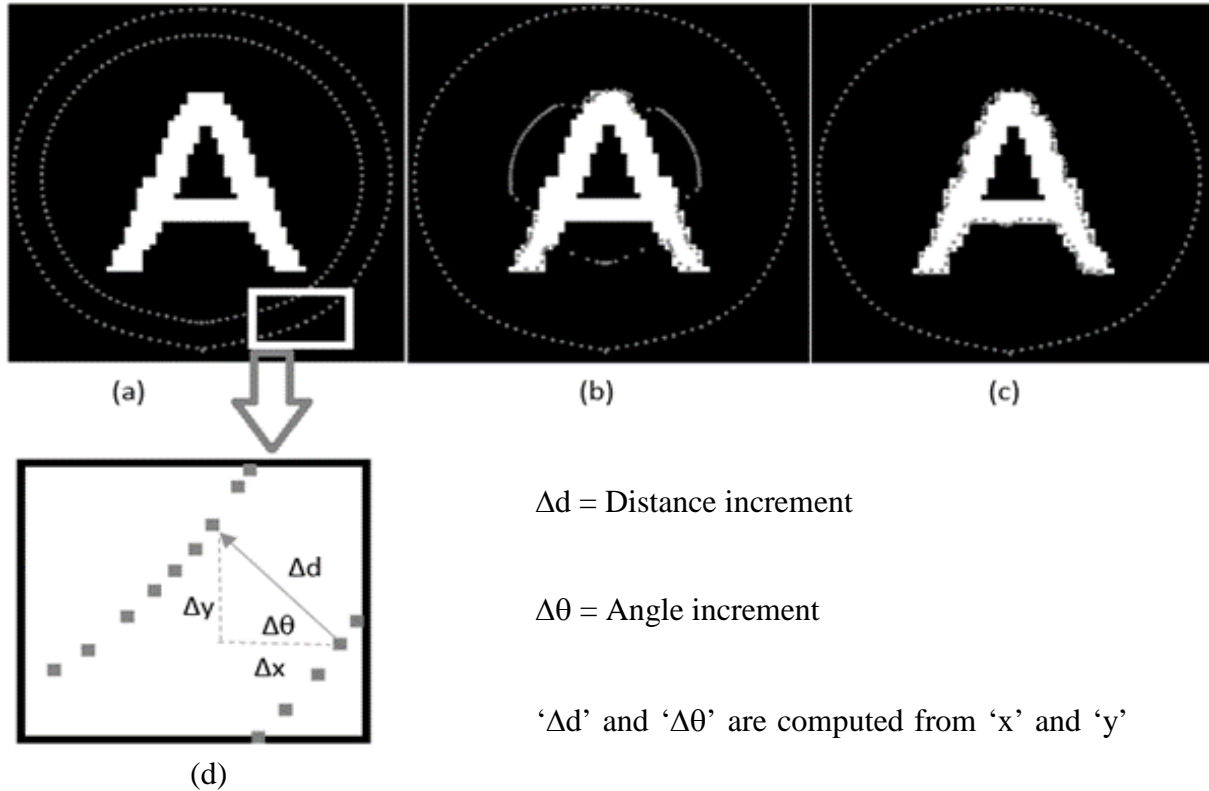 A A A
(a) (b) (c)
Δd = Distance increment
Δd
Δy
Δθ
Δθ = Angle increment
Δx
‘Δd’ and ‘Δθ’ are computed from ‘x’ and ‘y’
(d)